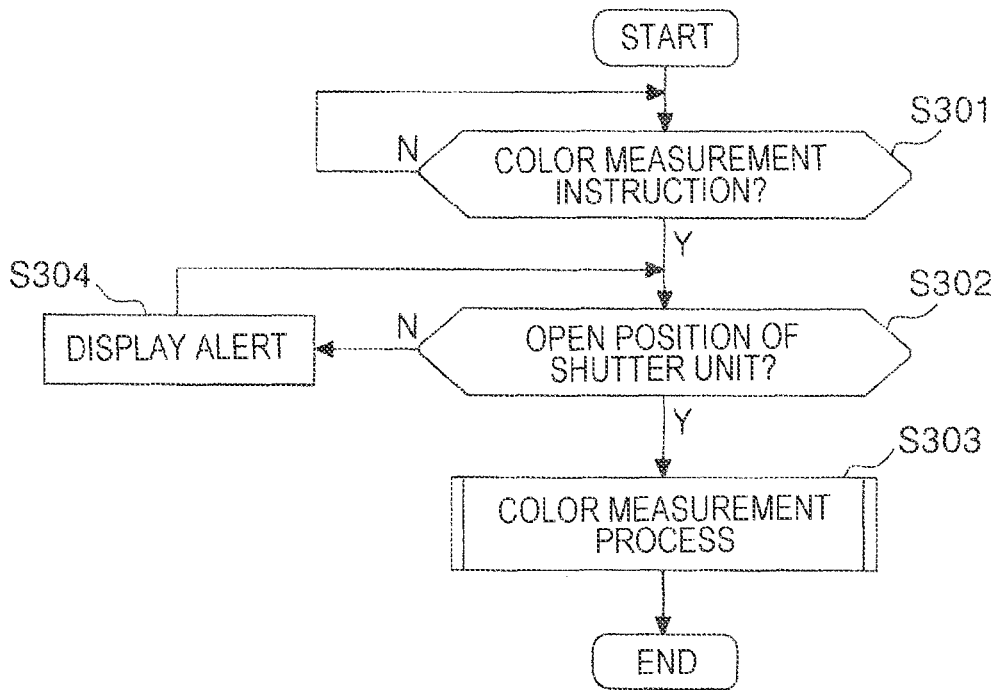 START
S301
N
COLOR MEASUREMENT
INSTRUCTION?
Y
S304
S302
DISPLAY ALERT
N
OPEN POSITION OF
SHUTTER UNIT?
Y
S303
COLOR MEASUREMENT
PROCESS
END